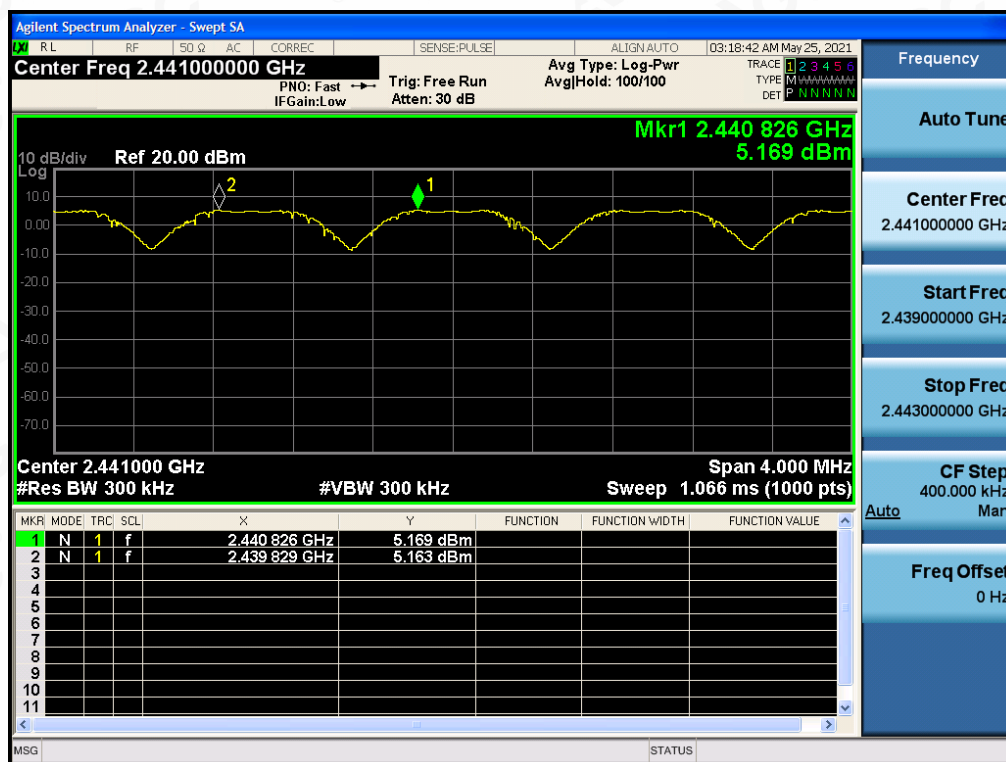 Agilent Spectrum Analyzer - Swept SA
LXI RL RF 50 Ω AC CORREC SENSE:PULSE ALIGN AUTO 03:18:42 AM May 25, 2021
Center Freq 2.441000000 GHz
PNO: Fast
IFGain:Low
Trig: Free Run
Atten: 30 dB
Avg Type: Log-Pwr
Avg|Hold: 100/100
TRACE 1 2 3 4 5 6
TYPE M
DET P N N N N N
Mkr1 2.440 826 GHz
5.169 dBm
10 dB/div Ref 20.00 dBm
Log
10.0
0.00
-10.0
-20.0
-30.0
-40.0
-50.0
-60.0
-70.0
2
1
Center 2.441000 GHz Span 4.000 MHz
#Res BW 300 kHz #VBW 300 kHz Sweep 1.066 ms (1000 pts)
MKR MODE TRC SCL X Y FUNCTION FUNCTION WIDTH FUNCTION VALUE
1 N 1 f 2.440 826 GHz 5.169 dBm
2 N 1 f 2.439 829 GHz 5.163 dBm
3
4
5
6
7
8
9
10
11
MSG STATUS
Frequency
Auto Tune
Center Freq
2.441000000 GHz
Start Freq
2.439000000 GHz
Stop Freq
2.443000000 GHz
CF Step
400.000 kHz
Auto Man
Freq Offset
0 Hz